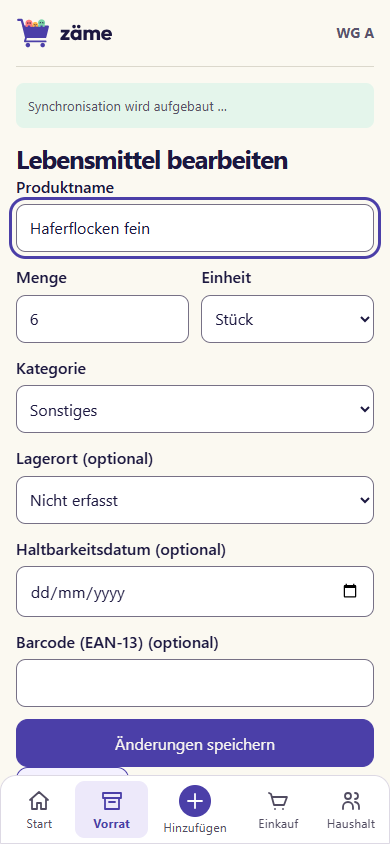 zäme
WG A
Synchronisation wird aufgebaut ...
Lebensmittel bearbeiten
Produktname
Haferflocken fein
Menge
Einheit
6
Stück
Kategorie
Sonstiges
Lagerort (optional)
Nicht erfasst
Haltbarkeitsdatum (optional)
dd/mm/yyyy
Barcode (EAN-13) (optional)
Änderungen speichern
Start
Vorrat
Hinzufügen
Einkauf
Haushalt